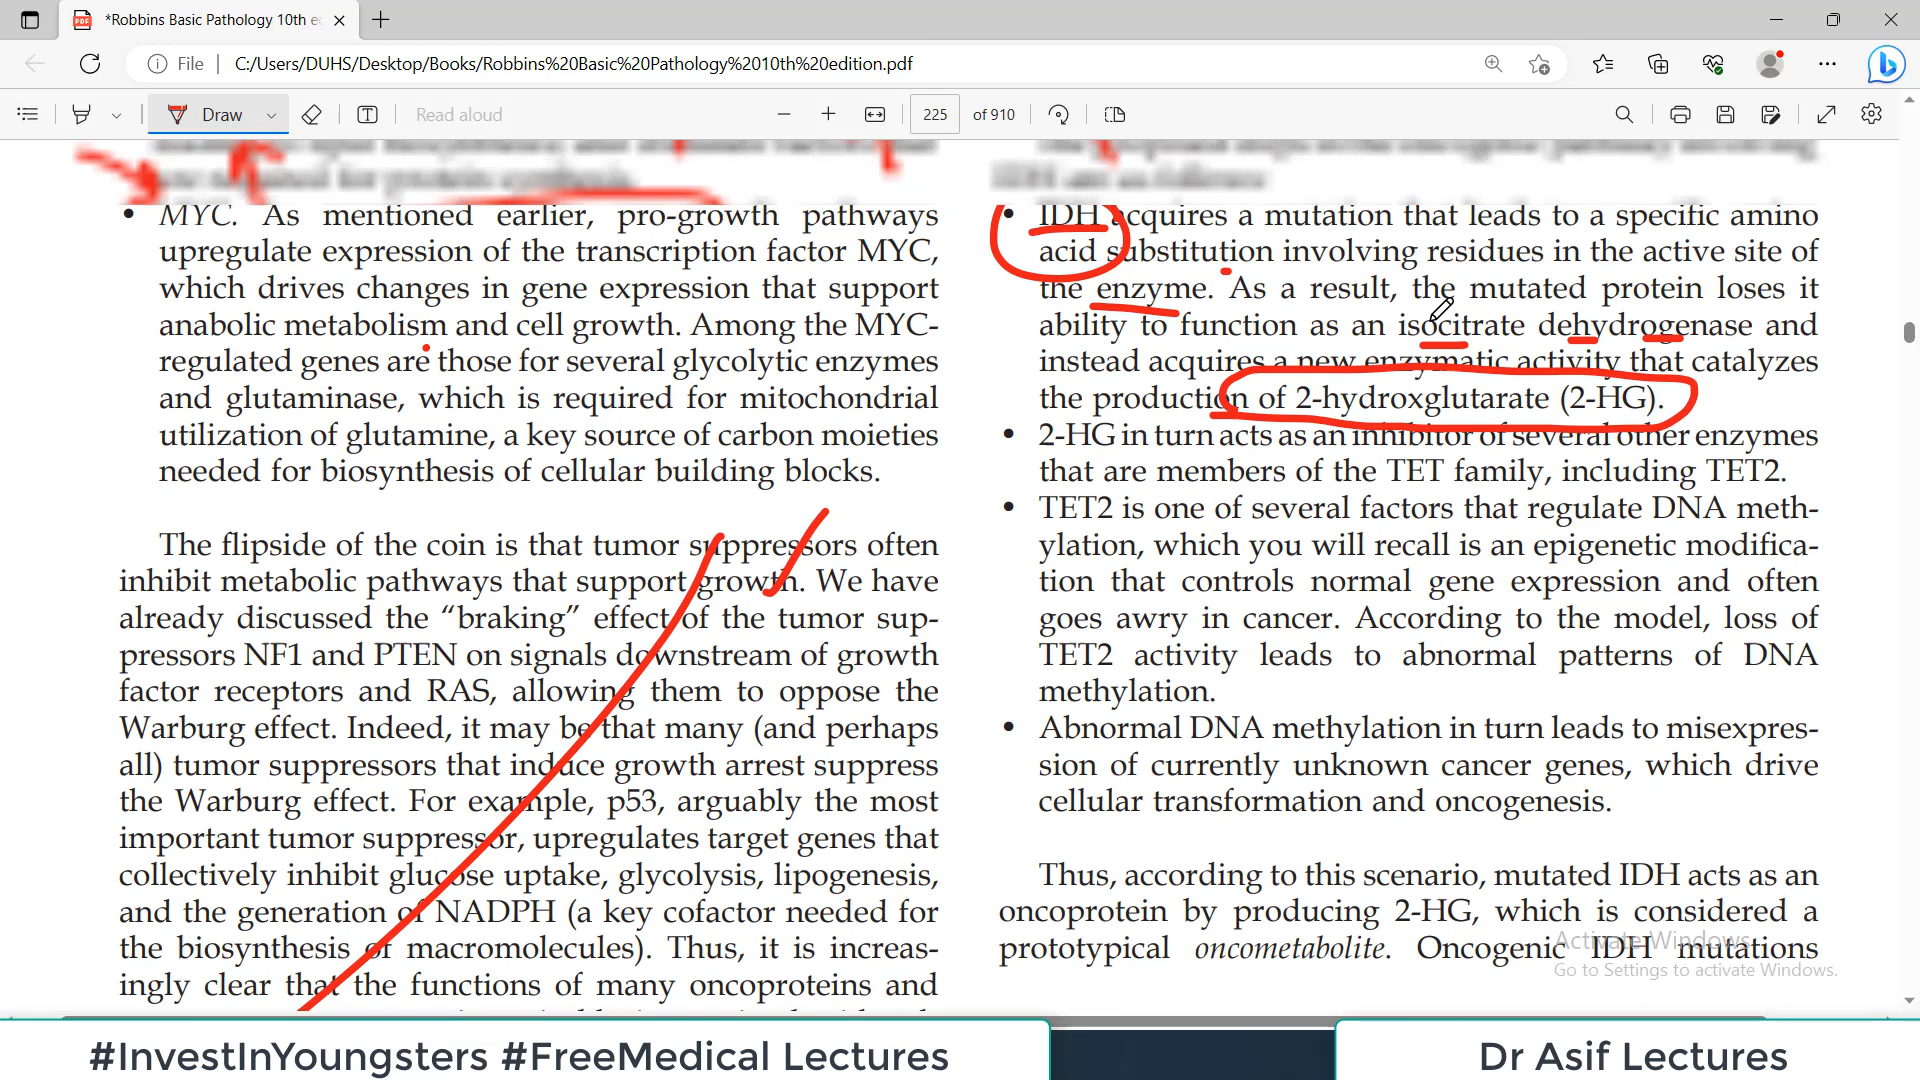 *Robbins Basic Pathology 10th e
File
C:/Users/DUHS/Desktop/Books/Robbins%20Basic%20Pathology%2010th%20edition.pdf
Draw
Read aloud
225
of 910
• MYC. As mentioned earlier, pro-growth pathways
upregulate expression of the transcription factor MYC,
which drives changes in gene expression that support
anabolic metabolism and cell growth. Among the MYC-
regulated genes are those for several glycolytic enzymes
and glutaminase, which is required for mitochondrial
utilization of glutamine, a key source of carbon moieties
needed for biosynthesis of cellular building blocks.
The flipside of the coin is that tumor suppressors often
inhibit metabolic pathways that support growth. We have
already discussed the “braking” effect of the tumor sup-
pressors NF1 and PTEN on signals downstream of growth
factor receptors and RAS, allowing them to oppose the
Warburg effect. Indeed, it may be that many (and perhaps
all) tumor suppressors that induce growth arrest suppress
the Warburg effect. For example, p53, arguably the most
important tumor suppressor, upregulates target genes that
collectively inhibit glucose uptake, glycolysis, lipogenesis,
and the generation of NADPH (a key cofactor needed for
the biosynthesis of macromolecules). Thus, it is increas-
ingly clear that the functions of many oncoproteins and
• IDH acquires a mutation that leads to a specific amino
acid substitution involving residues in the active site of
the enzyme. As a result, the mutated protein loses it
ability to function as an isocitrate dehydrogenase and
instead acquires a new enzymatic activity that catalyzes
the production of 2-hydroxglutarate (2-HG).
• 2-HG in turn acts as an inhibitor of several other enzymes
that are members of the TET family, including TET2.
• TET2 is one of several factors that regulate DNA meth-
ylation, which you will recall is an epigenetic modifica-
tion that controls normal gene expression and often
goes awry in cancer. According to the model, loss of
TET2 activity leads to abnormal patterns of DNA
methylation.
• Abnormal DNA methylation in turn leads to misexpres-
sion of currently unknown cancer genes, which drive
cellular transformation and oncogenesis.
Thus, according to this scenario, mutated IDH acts as an
oncoprotein by producing 2-HG, which is considered a
prototypical oncometabolite. Oncogenic IDH mutations
Activate Windows
Go to Settings to activate Windows.
#InvestInYoungsters #FreeMedical Lectures
Dr Asif Lectures